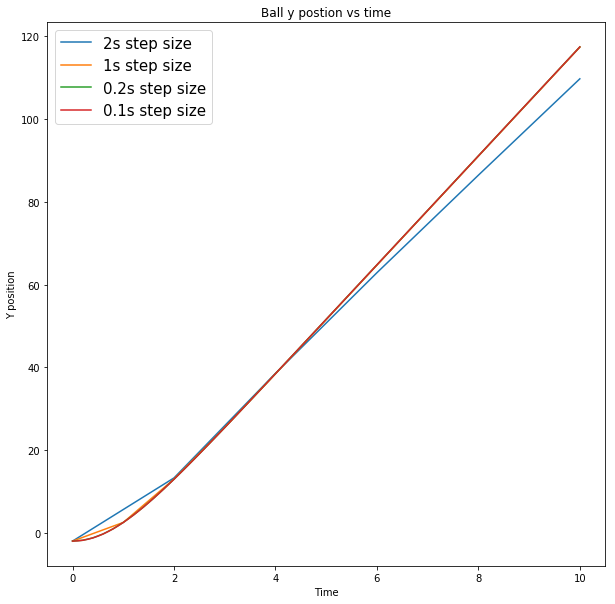 Ball y postion vs time
2s step size
1s step size
0.2s step size
0.1s step size
120
100
80
60
40
20
0
Y position
0 2 4 6 8 10
Time